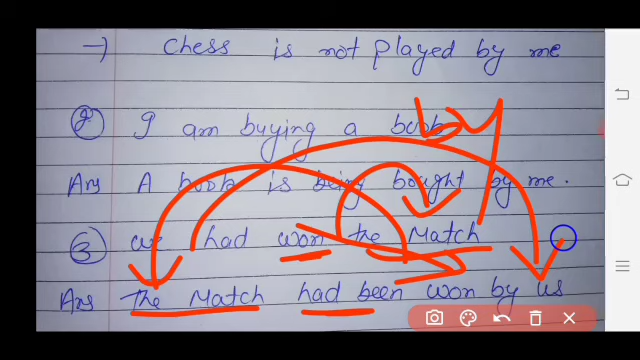 → Chess is not played by me
② I am buying a book
Ans A book is being bought by me.
③ We had won the Match
Ans The Match had been won by us